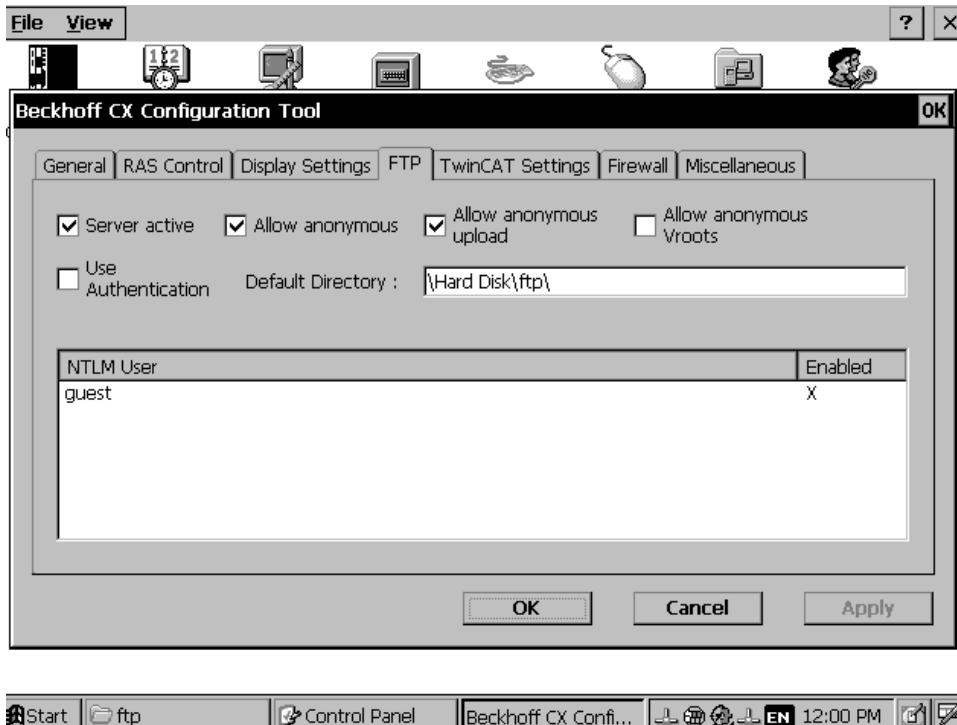 File View ?
Beckhoff CX Configuration Tool OK
General RAS Control Display Settings FTP TwinCAT Settings Firewall Miscellaneous
Server active Allow anonymous Allow anonymous upload Allow anonymous Vroots
Use Authentication Default Directory : \Hard Disk\ftp\
NTLM User Enabled
guest X
OK Cancel Apply
Start ftp Control Panel Beckhoff CX Confi... EN 12:00 PM